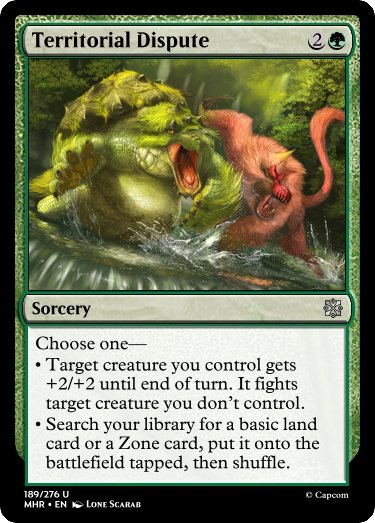 Territorial Dispute 2
Sorcery
Choose one—
• Target creature you control gets
+2/+2 until end of turn. It fights
target creature you don't control.
• Search your library for a basic land
card or a Zone card, put it onto the
battlefield tapped, then shuffle.
189/276 U
MHR • EN Lone Scarab
© Capcom